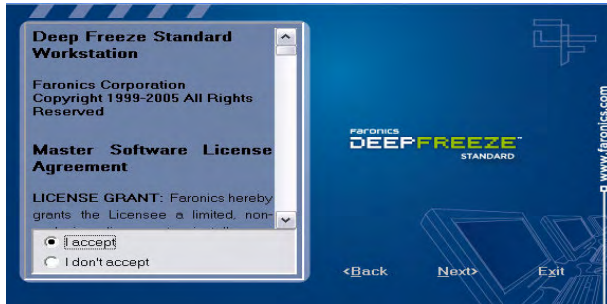 Deep Freeze Standard
Workstation
Faronics Corporation
Copyright 1999-2005 All Rights
Reserved
Master Software License
Agreement
LICENSE GRANT: Faronics hereby
grants the Licensee a limited, non-
I accept
I don't accept
Faronics
DEEPFREEZE™
STANDARD
www.faronics.com
<Back Next> Exit